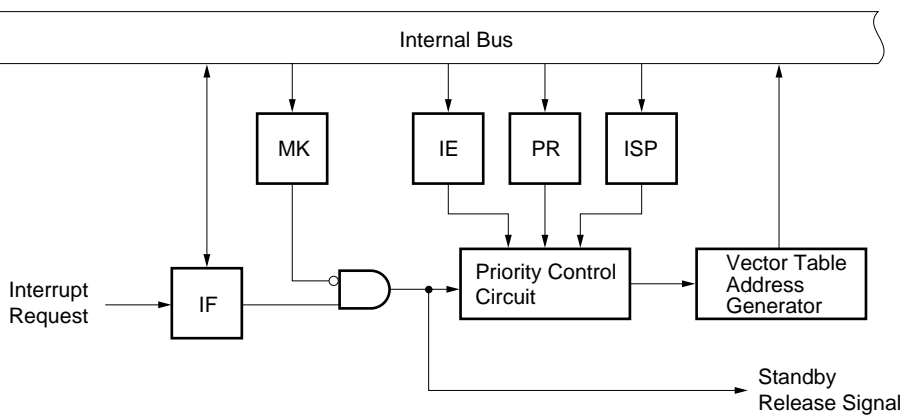 Internal Bus
MK
IE
PR
ISP
Interrupt
Request
IF
Priority Control
Circuit
Vector Table
Address
Generator
Standby
Release Signal